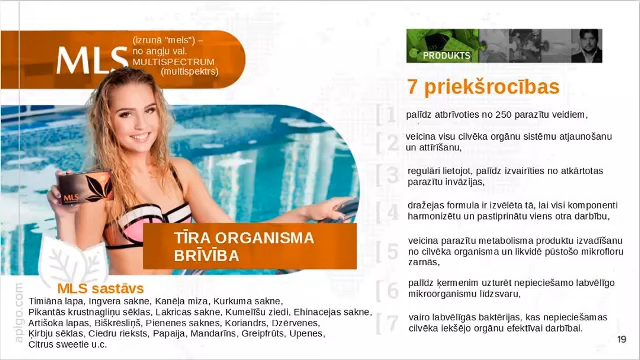 MLS
(izrunā "mels") –
no angļu val.
MULTISPECTRUM
(multispektrs)
PRODUKTS
7 priekšrocības
[1 palīdz atbrīvoties no 250 parazītu veidiem,
[2 veicina visu cilvēka orgānu sistēmu atjaunošanu
un attīrīšanu,
[3 regulāri lietojot, palīdz izvairīties no atkārtotas
parazītu invāzijas,
[4 dražejas formula ir izvēlēta tā, lai visi komponenti
harmonizētu un pastiprinātu viens otra darbību,
[5 veicina parazītu metabolisma produktu izvadīšanu
no cilvēka organisma un likvidē pūstošo mikrofloru
zarnās,
[6 palīdz ķermenim uzturēt nepieciešamo labvēlīgo
mikroorganismu līdzsvaru,
[7 vairo labvēlīgās baktērijas, kas nepieciešamas
cilvēka iekšējo orgānu efektīvai darbībai.
MLS
TĪRA ORGANISMA
BRĪVĪBA
MLS sastāvs
Timiāna lapa, Ingvera sakne, Kanēļa miza, Kurkuma sakne,
Pikantās krustnagliņu sēklas, Lakricas sakne, Kumelīšu ziedi, Ehinacejas sakne,
Artišoka lapas, Biškrēsliņš, Pienenes saknes, Koriandrs, Dzērvenes,
Ķirbju sēklas, Ciedru rieksts, Papaija, Mandarīns, Greipfrūts, Upenes,
Citrus sweetie u.c.
aplgo.com
19